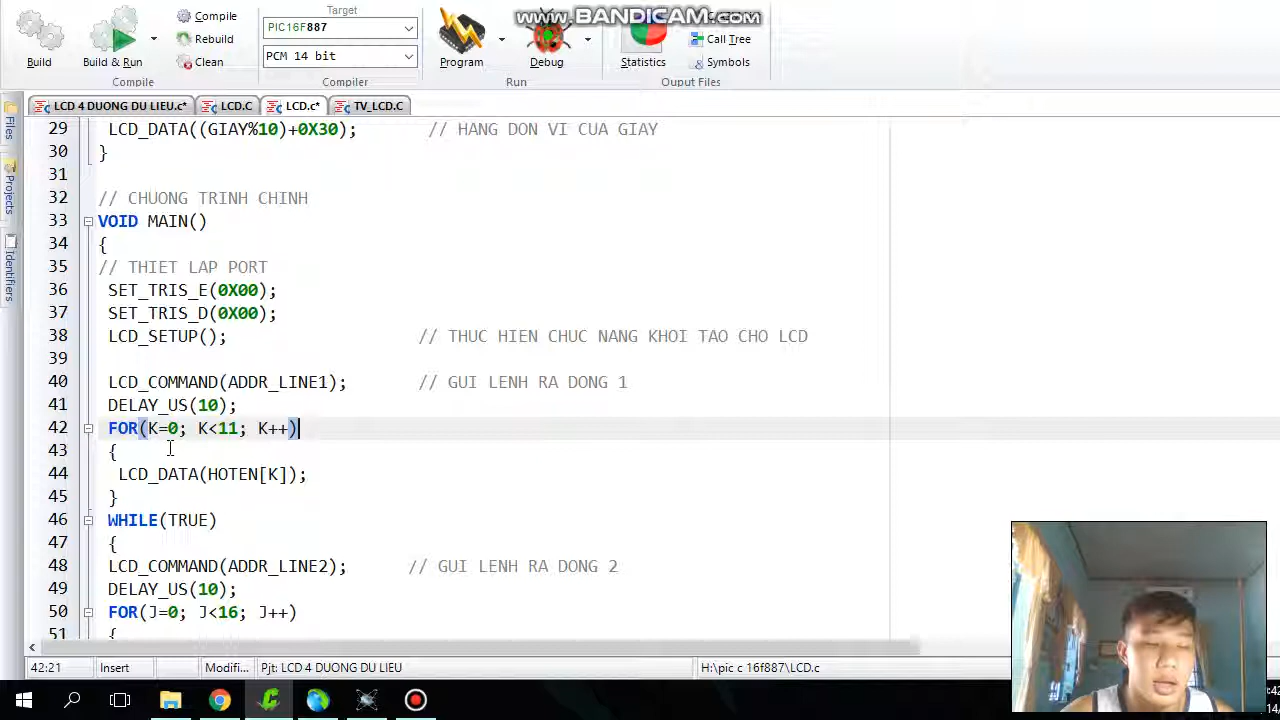 www.BANDICAM.com
Target
Compile
PIC16F887
Rebuild
Call Tree
Clean
PCM 14 bit
Build
Build & Run
Program
Debug
Statistics
Symbols
Compile
Compiler
Run
Ouput Files
LCD 4 DUONG DU LIEU.c*
LCD.C
LCD.c*
TV_LCD.C
Files
Projects
Identifiers
29 LCD_DATA((GIAY%10)+0X30); // HANG DON VI CUA GIAY
30 }
31
32 // CHUONG TRINH CHINH
33 VOID MAIN()
34 {
35 // THIET LAP PORT
36 SET_TRIS_E(0X00);
37 SET_TRIS_D(0X00);
38 LCD_SETUP(); // THUC HIEN CHUC NANG KHOI TAO CHO LCD
39
40 LCD_COMMAND(ADDR_LINE1); // GUI LENH RA DONG 1
41 DELAY_US(10);
42 FOR(K=0; K<11; K++)
43 {
44 LCD_DATA(HOTEN[K]);
45 }
46 WHILE(TRUE)
47 {
48 LCD_COMMAND(ADDR_LINE2); // GUI LENH RA DONG 2
49 DELAY_US(10);
50 FOR(J=0; J<16; J++)
51 {
42:21
Insert
Modifi...
Pjt: LCD 4 DUONG DU LIEU
H:\pic c 16f887\LCD.c